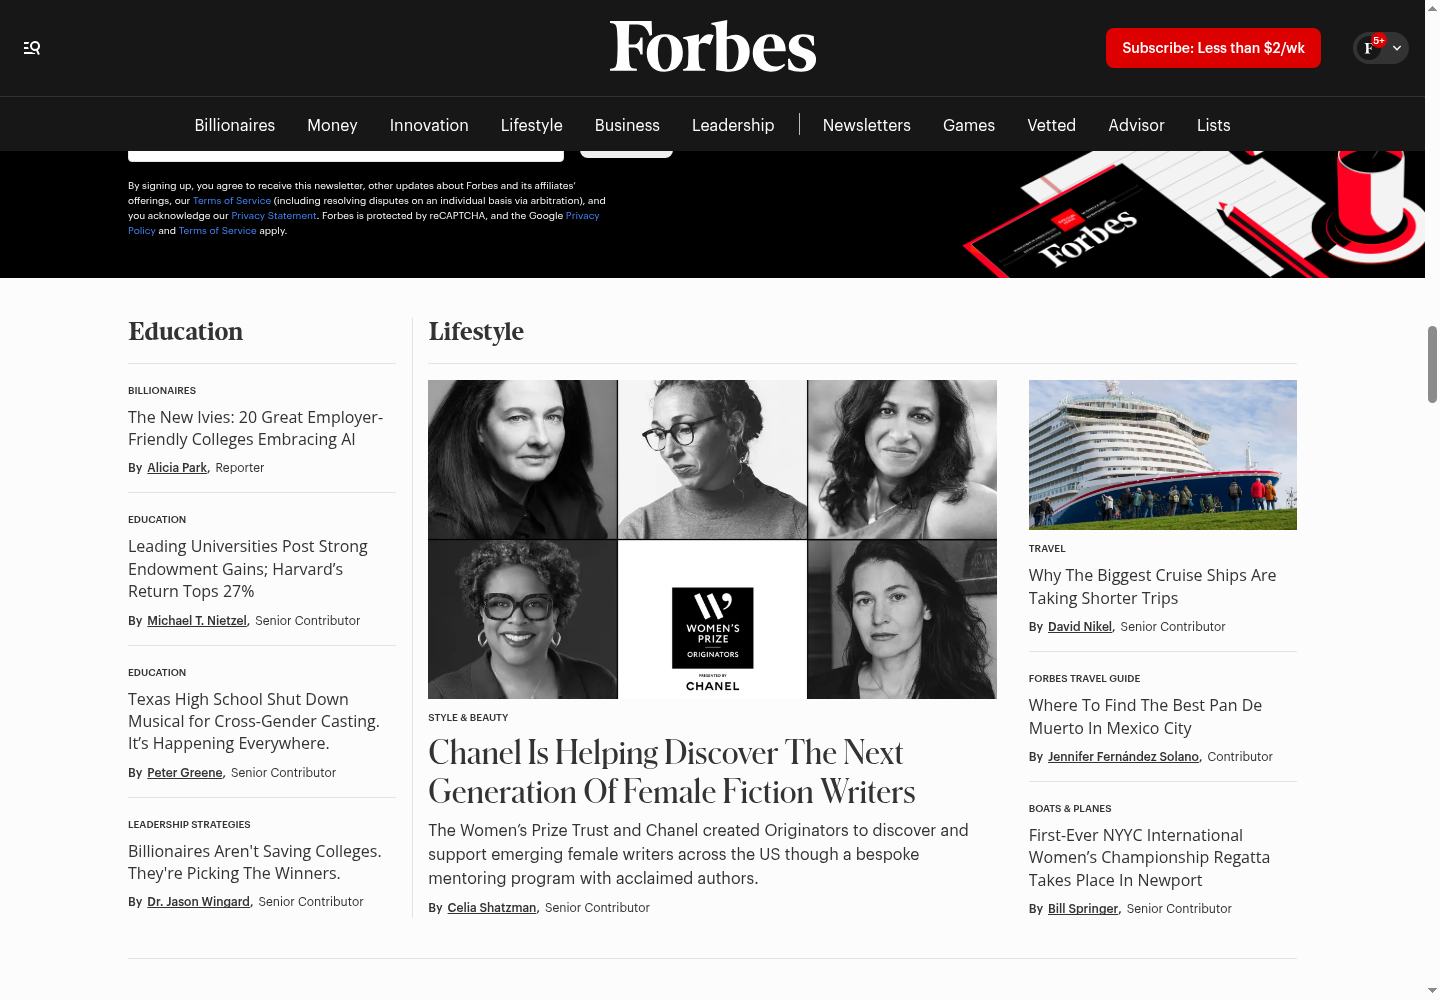 Forbes
Subscribe: Less than $2/wk
5+
Billionaires
Money
Innovation
Lifestyle
Business
Leadership
Newsletters
Games
Vetted
Advisor
Lists
By signing up, you agree to receive this newsletter, other updates about Forbes and its affiliates'
offerings, our Terms of Service (including resolving disputes on an individual basis via arbitration), and
you acknowledge our Privacy Statement. Forbes is protected by reCAPTCHA, and the Google Privacy
Policy and Terms of Service apply.
Forbes
Education
BILLIONAIRES
The New Ivies: 20 Great Employer-
Friendly Colleges Embracing AI
By Alicia Park, Reporter
EDUCATION
Leading Universities Post Strong
Endowment Gains; Harvard's
Return Tops 27%
By Michael T. Nietzel, Senior Contributor
EDUCATION
Texas High School Shut Down
Musical for Cross-Gender Casting.
It's Happening Everywhere.
By Peter Greene, Senior Contributor
LEADERSHIP STRATEGIES
Billionaires Aren't Saving Colleges.
They're Picking The Winners.
By Dr. Jason Wingard, Senior Contributor
Lifestyle
WOMEN'S
PRIZE
ORIGINATORS
PRESENTED BY
CHANEL
STYLE & BEAUTY
Chanel Is Helping Discover The Next
Generation Of Female Fiction Writers
The Women's Prize Trust and Chanel created Originators to discover and
support emerging female writers across the US though a bespoke
mentoring program with acclaimed authors.
By Celia Shatzman, Senior Contributor
TRAVEL
Why The Biggest Cruise Ships Are
Taking Shorter Trips
By David Nikel, Senior Contributor
FORBES TRAVEL GUIDE
Where To Find The Best Pan De
Muerto In Mexico City
By Jennifer Fernández Solano, Contributor
BOATS & PLANES
First-Ever NYYC International
Women's Championship Regatta
Takes Place In Newport
By Bill Springer, Senior Contributor